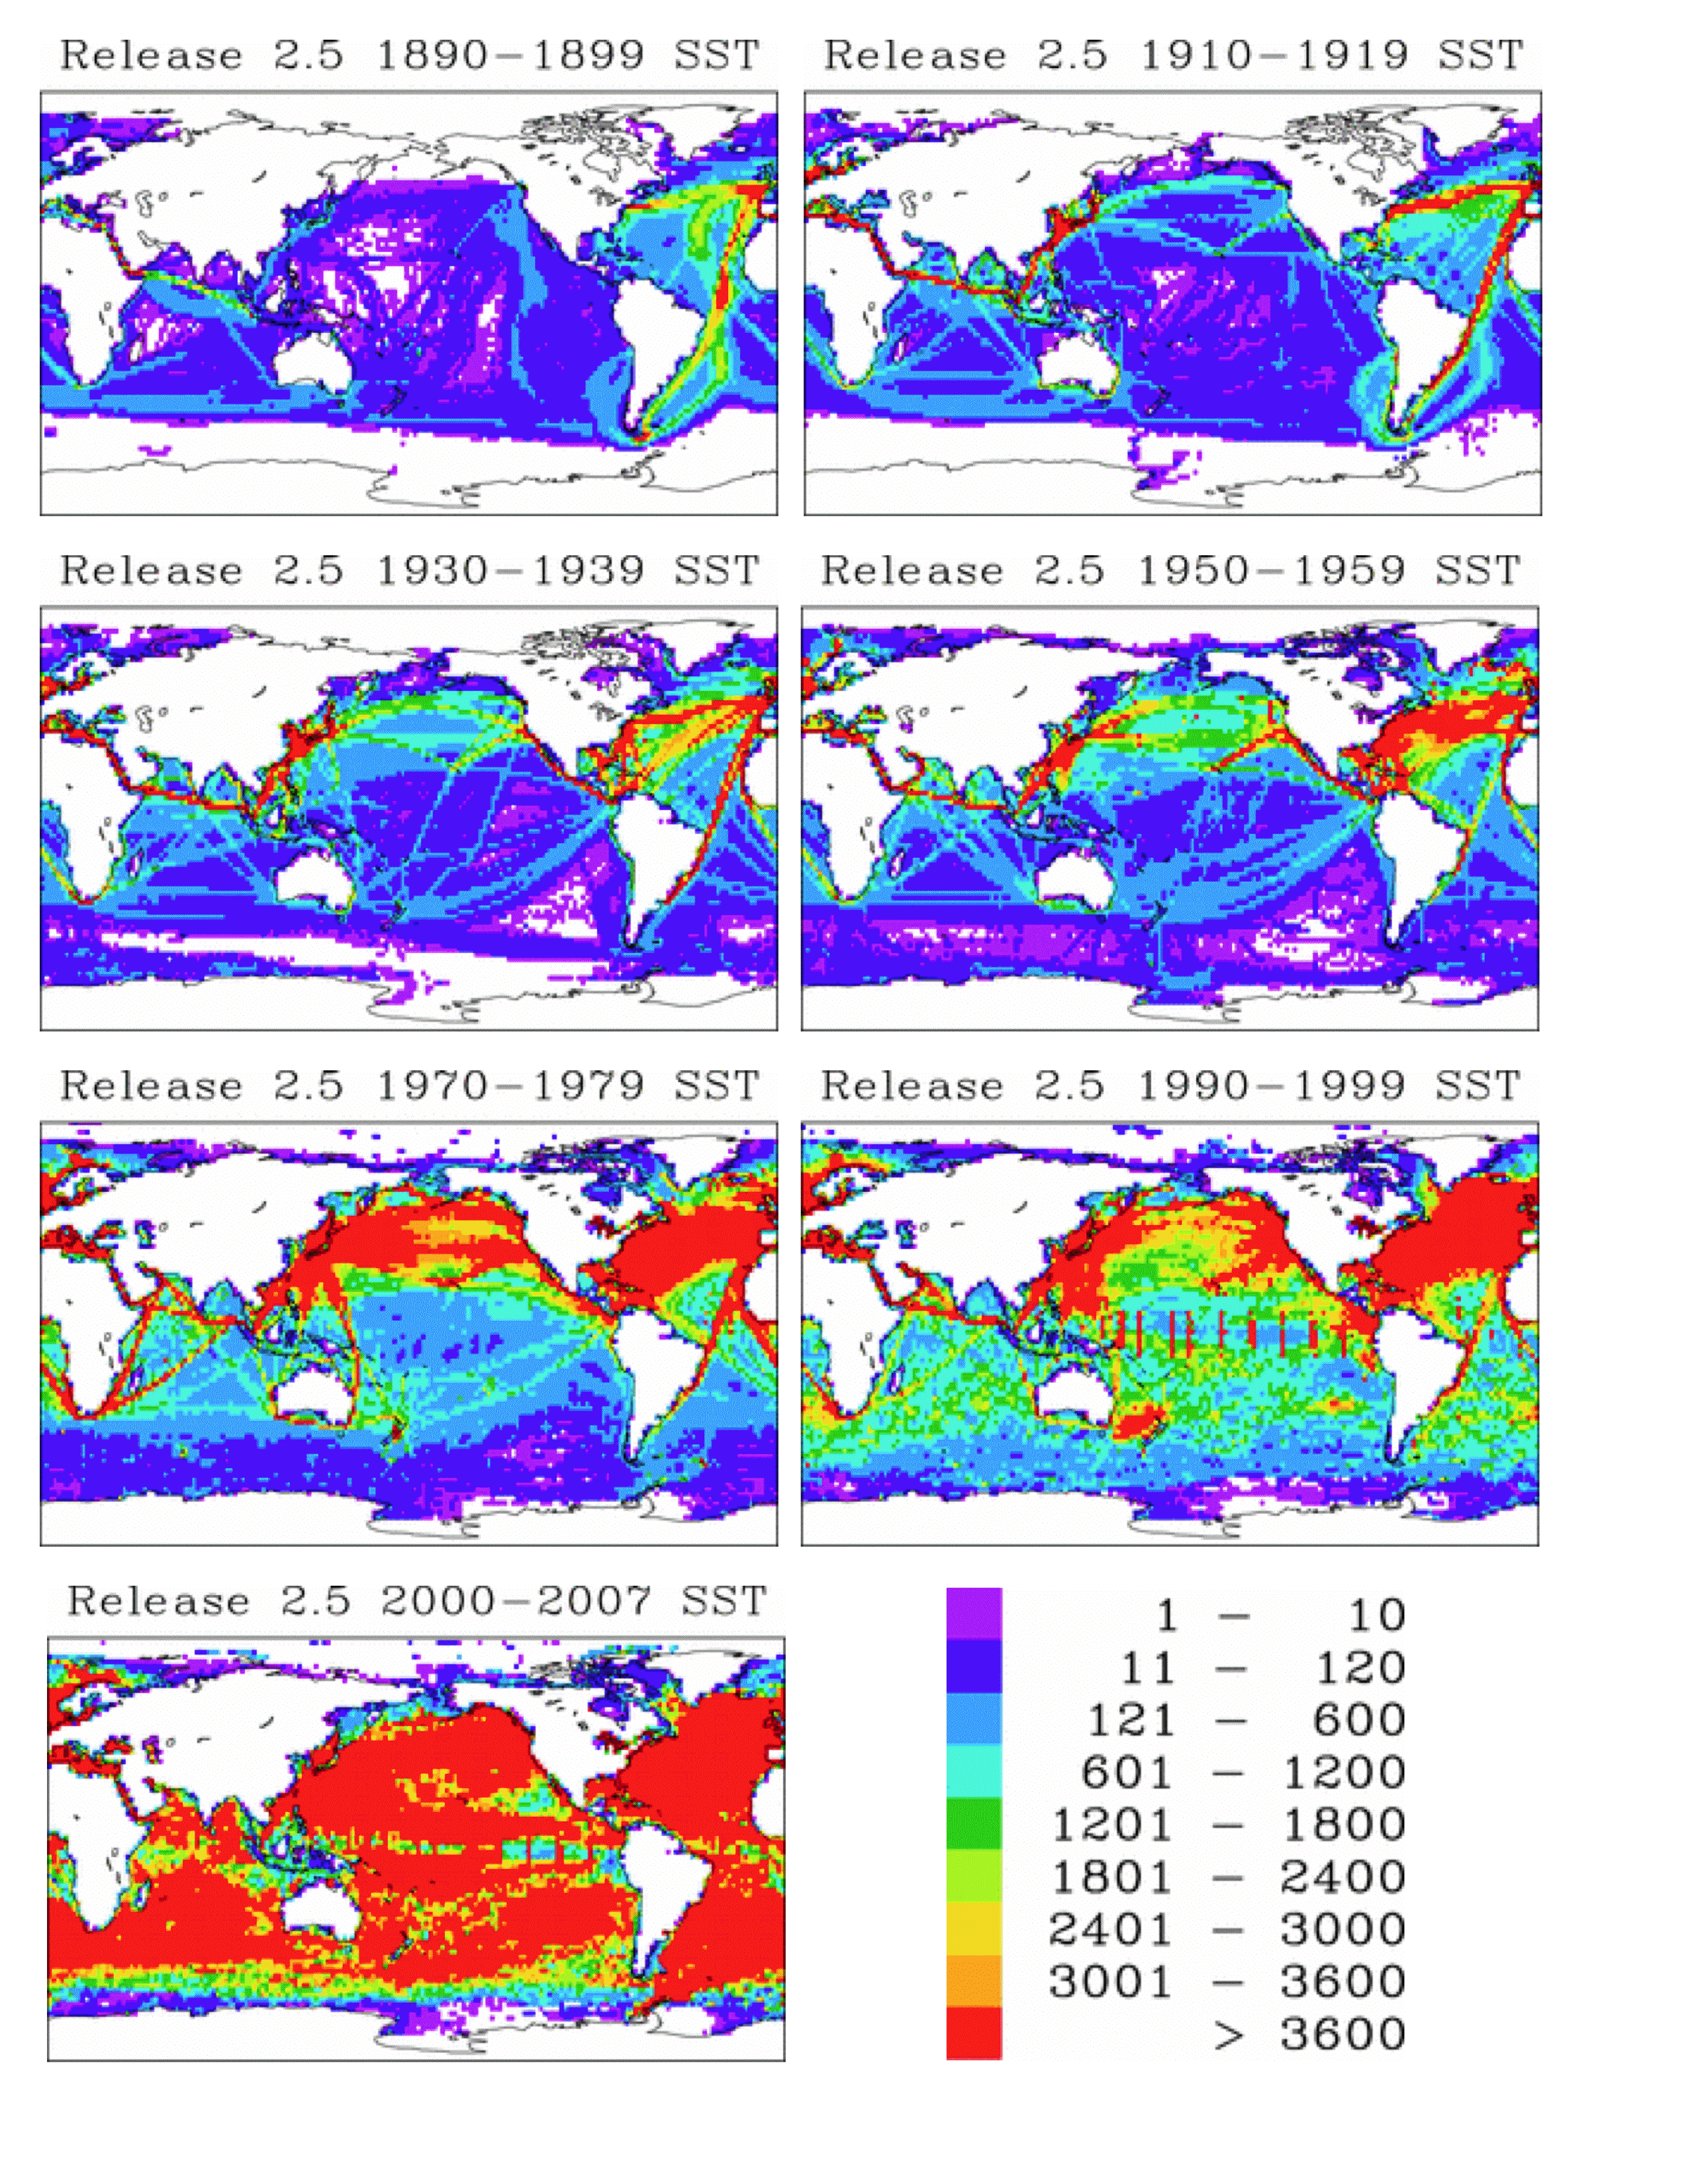 Release 2.5 1890-1899 SST
Release 2.5 1910-1919 SST
Release 2.5 1930-1939 SST
Release 2.5 1950-1959 SST
Release 2.5 1970-1979 SST
Release 2.5 1990-1999 SST
Release 2.5 2000-2007 SST
1 - 10
11 - 120
121 - 600
601 - 1200
1201 - 1800
1801 - 2400
2401 - 3000
3001 - 3600
> 3600